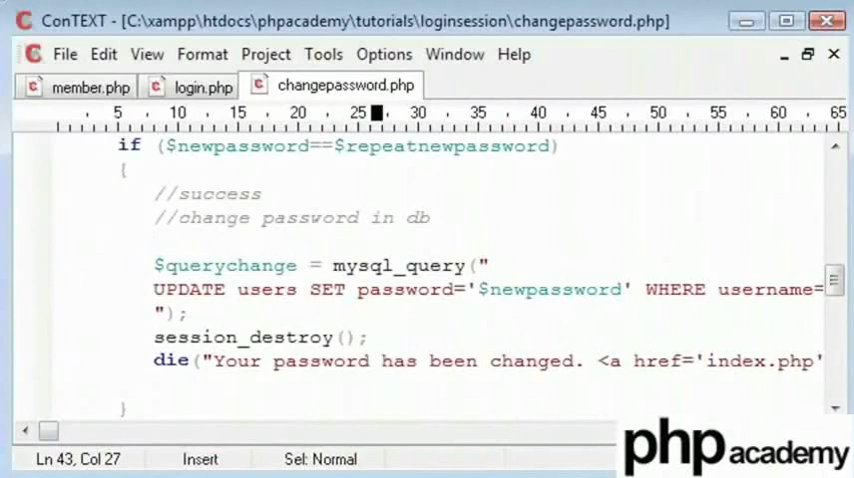 ConTEXT - [C:\xampp\htdocs\phpacademy\tutorials\loginsession\changepassword.php]
File Edit View Format Project Tools Options Window Help
member.php login.php changepassword.php
5 10 15 20 25 30 35 40 45 50 55 60 65
if ($newpassword==$repeatnewpassword)
{
//success
//change password in db
$querychange = mysql_query("
UPDATE users SET password='$newpassword' WHERE username=
");
session_destroy();
die("Your password has been changed. <a href='index.php'
}
Ln 43, Col 27 Insert Sel: Normal
php academy